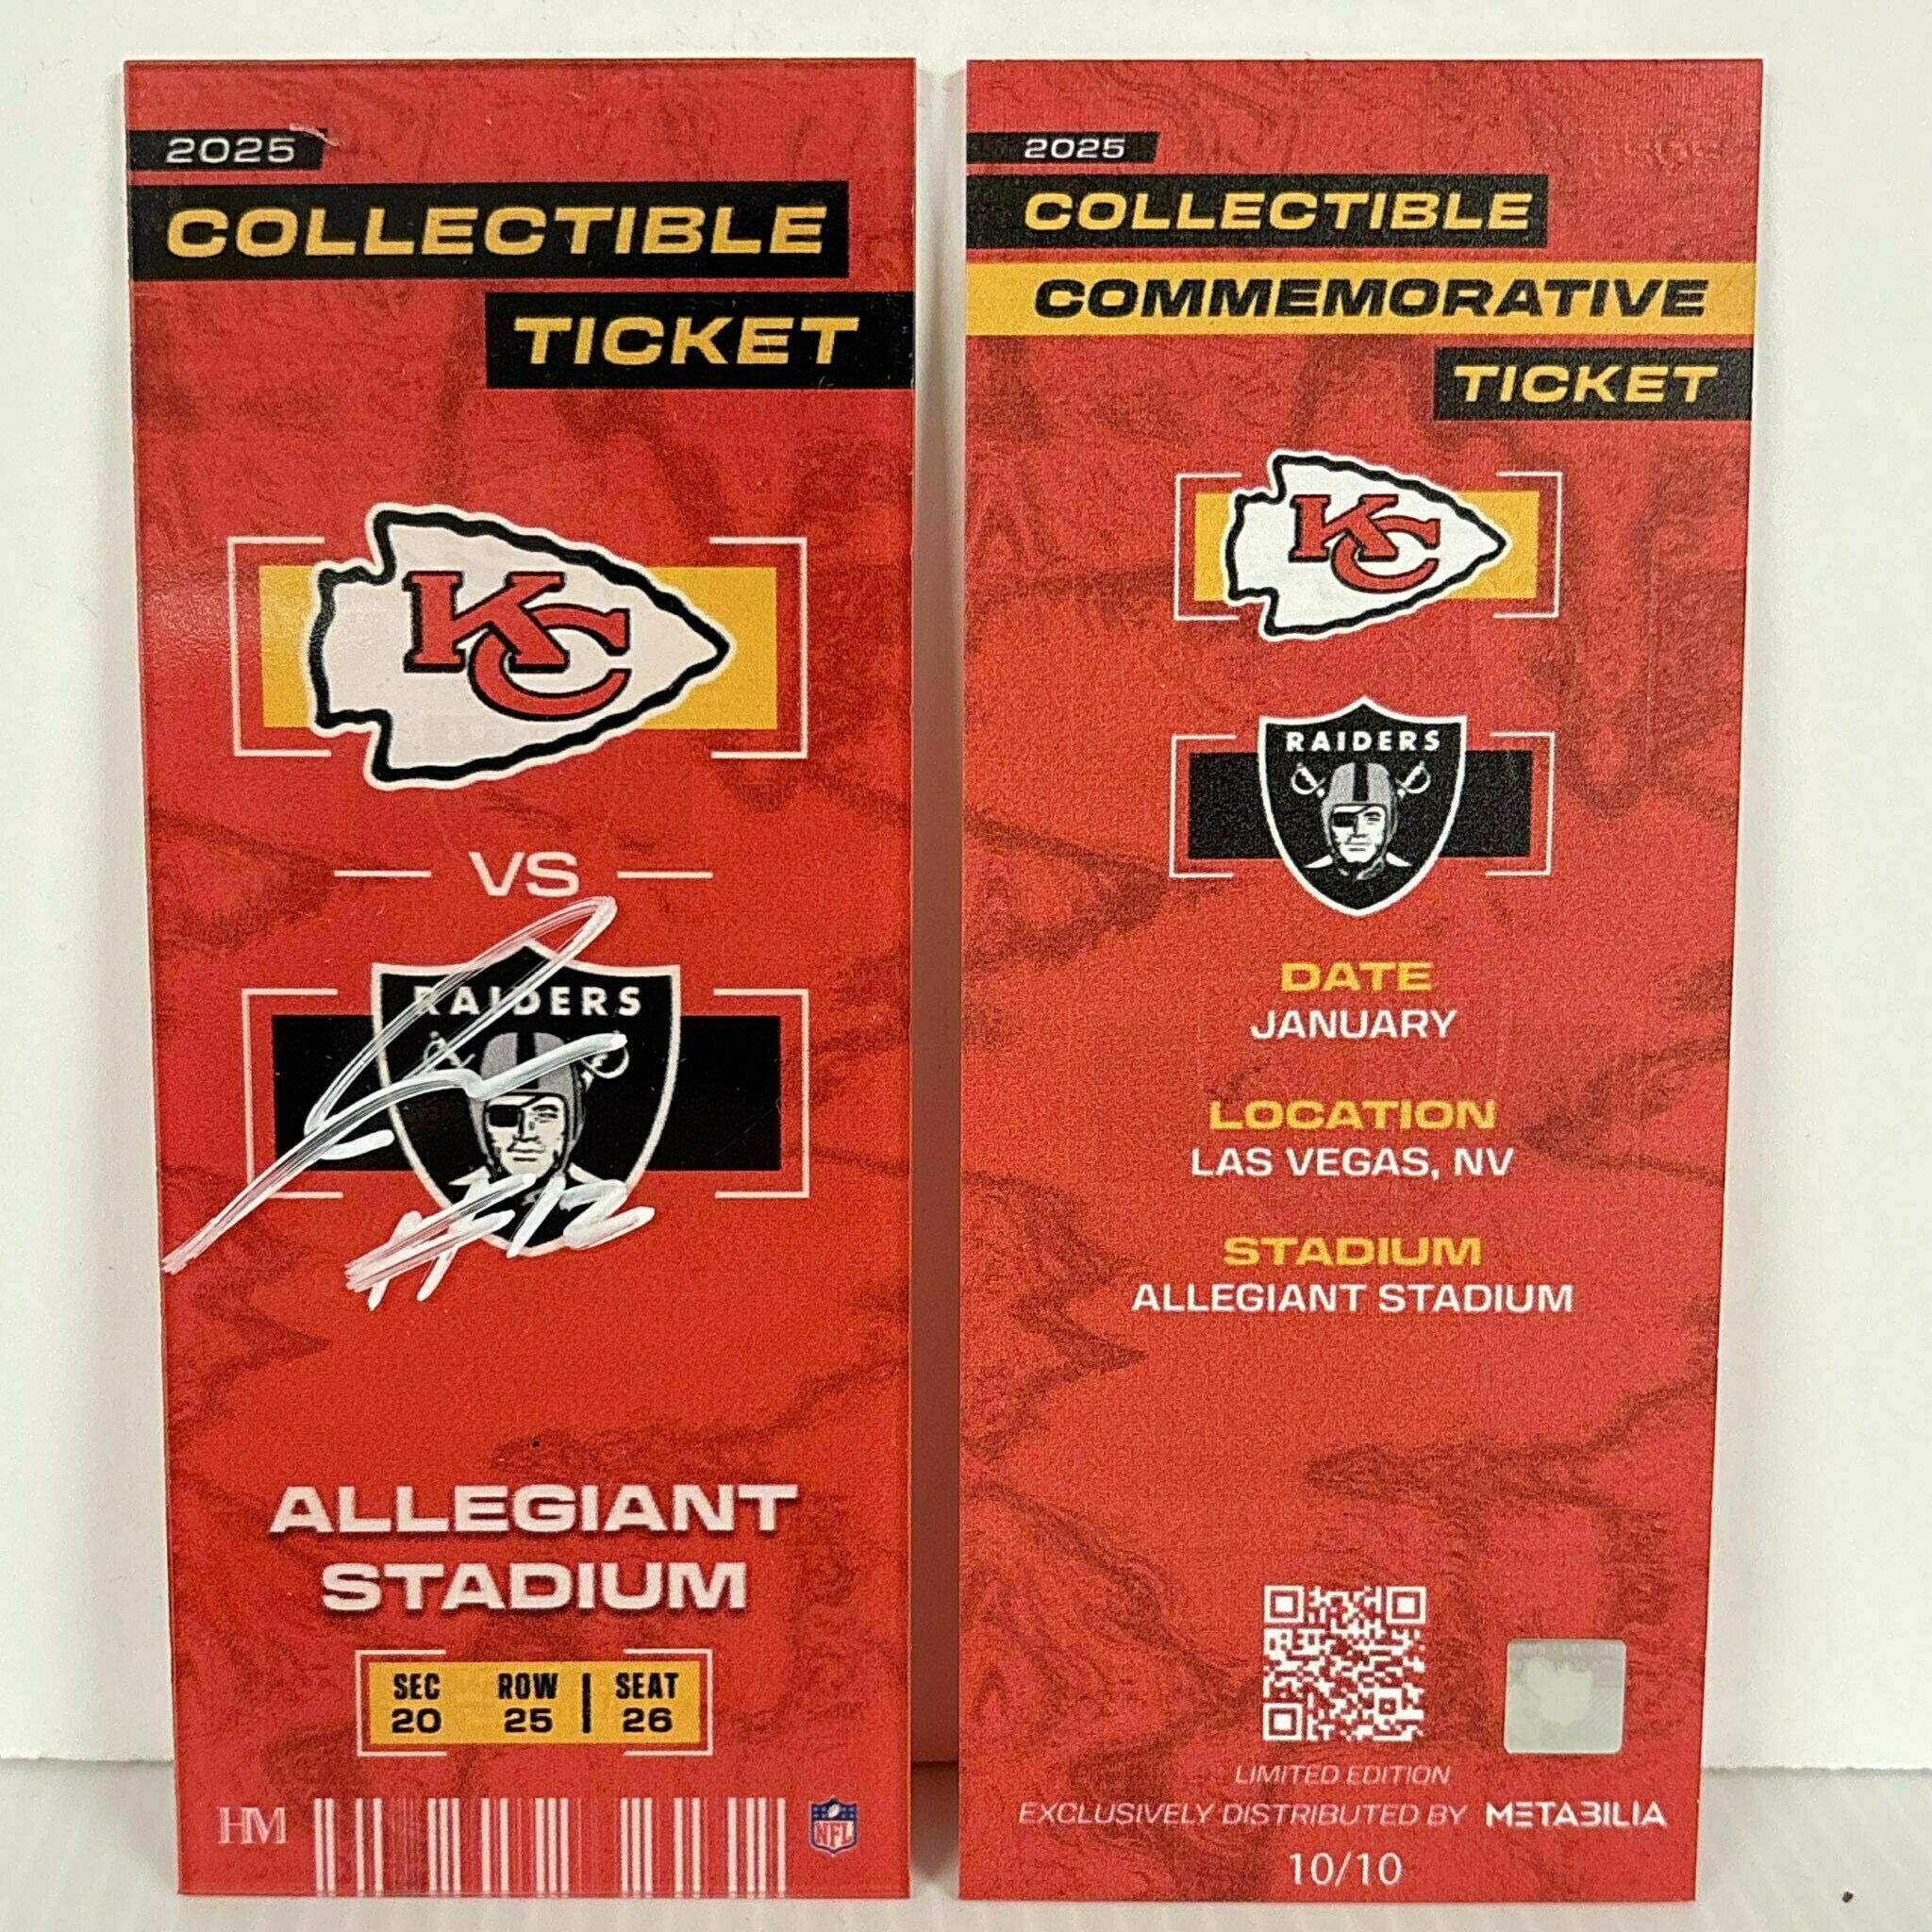 2025
COLLECTIBLE
TICKET
KC
VS
RAIDERS
#12
ALLEGIANT
STADIUM
SEC ROW SEAT
20 25 26
HM
NFL
2025
COLLECTIBLE
COMMEMORATIVE
TICKET
KC
RAIDERS
DATE
JANUARY
LOCATION
LAS VEGAS, NV
STADIUM
ALLEGIANT STADIUM
LIMITED EDITION
EXCLUSIVELY DISTRIBUTED BY METABILIA
10/10